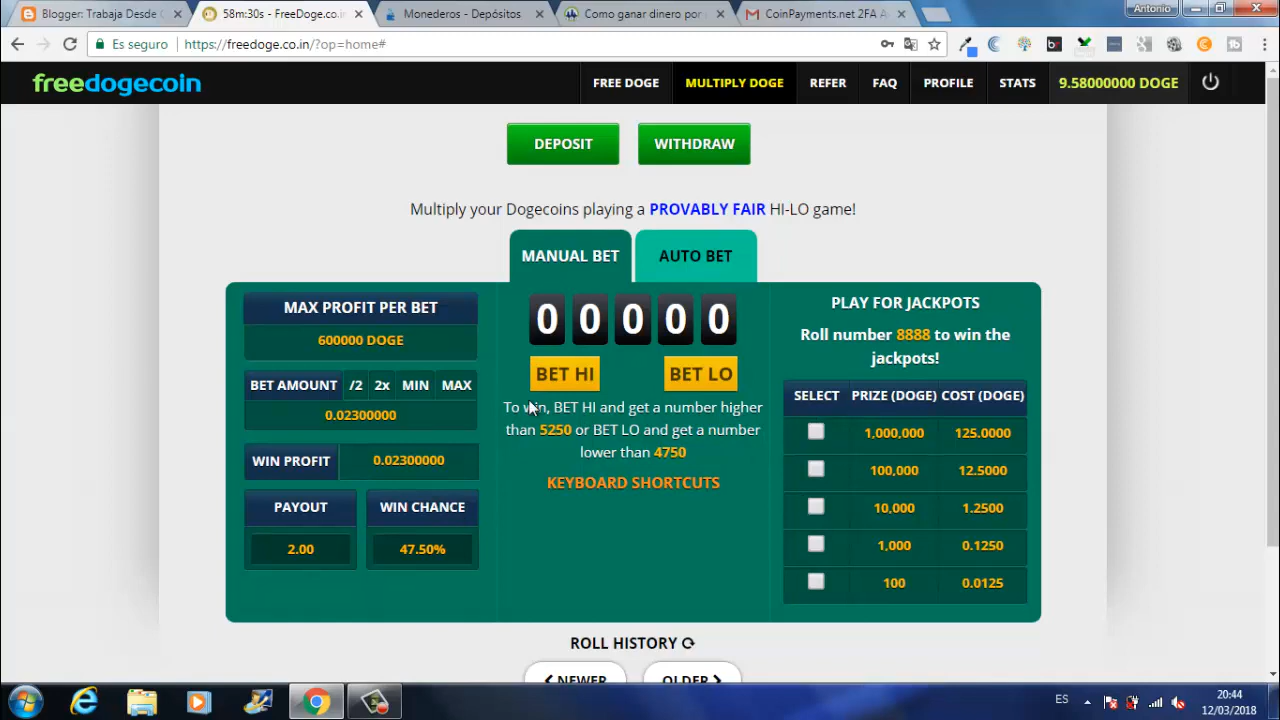 Blogger: Trabaja Desde C
58m:30s - FreeDoge.co.in
Monederos - Depósitos
Como ganar dinero por
CoinPayments.net 2FA A
Antonio
Es seguro
https://freedoge.co.in/?op=home#
freedogecoin
FREE DOGE
MULTIPLY DOGE
REFER
FAQ
PROFILE
STATS
9.58000000 DOGE
DEPOSIT
WITHDRAW
Multiply your Dogecoins playing a PROVABLY FAIR HI-LO game!
MANUAL BET
AUTO BET
MAX PROFIT PER BET
600000 DOGE
BET AMOUNT /2 2x MIN MAX
0.02300000
WIN PROFIT 0.02300000
PAYOUT WIN CHANCE
2.00 47.50%
0 0 0 0 0
BET HI BET LO
To win, BET HI and get a number higher
than 5250 or BET LO and get a number
lower than 4750
KEYBOARD SHORTCUTS
PLAY FOR JACKPOTS
Roll number 8888 to win the
jackpots!
SELECT PRIZE (DOGE) COST (DOGE)
1,000,000 125.0000
100,000 12.5000
10,000 1.2500
1,000 0.1250
100 0.0125
ROLL HISTORY
NEWER
OLDER
ES
20:44
12/03/2018